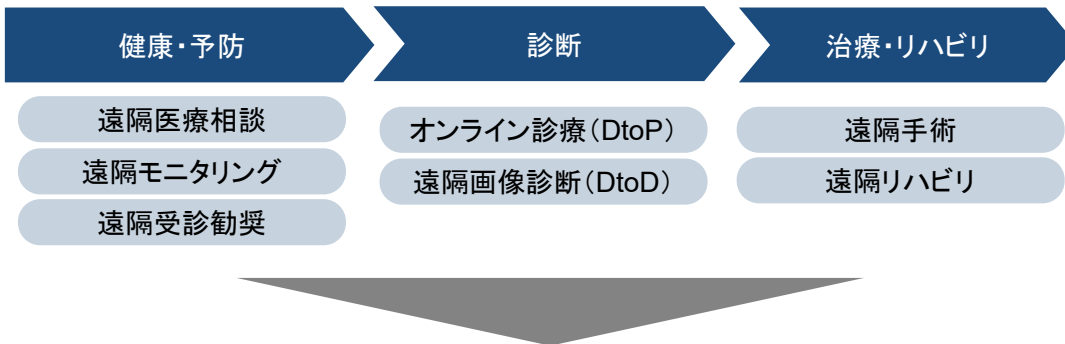 健康・予防
診断
治療・リハビリ
遠隔医療相談
遠隔モニタリング
遠隔受診勧奨
オンライン診療(DtoP)
遠隔画像診断(DtoD)
遠隔手術
遠隔リハビリ